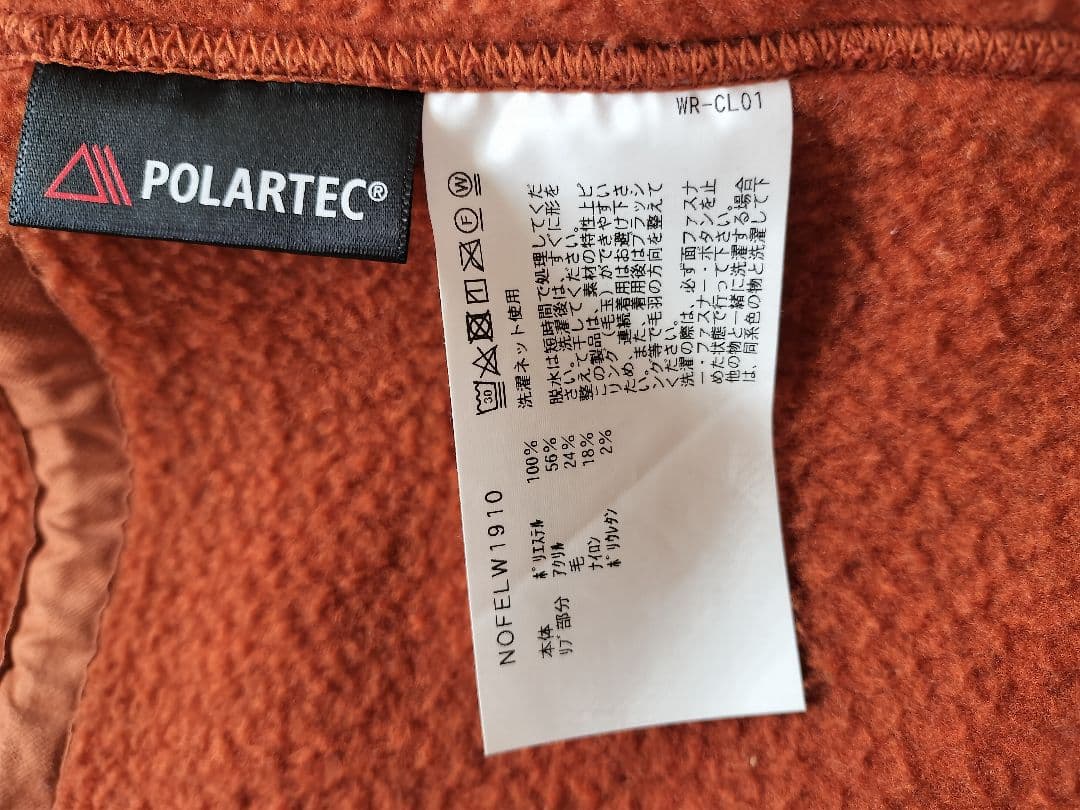 POLARTEC®
WR-CL01
30
F
W
洗濯ネット使用
脱水は短時間で処理してくだ
さい。洗濯後は、すぐに形を
整えて干してください。
この製品は、素材の特性上ピ
リング（毛玉）ができやすい
ため、連続着用はお避け下さ
い。また、着用後はブラッシ
ング等で毛羽の方向を整えて
ください。
洗濯の際は、必ず面ファスナ
ー・ファスナー・ボタンを止
めた状態で行って下さい。
他の物と一緒に洗濯する場合
は、同系色の物と洗濯して下
NOFELW1910
本体 ﾎﾟﾘｴｽﾃﾙ 100%
ﾘﾌﾞ部分 ｱｸﾘﾙ 56%
毛 24%
ﾅｲﾛﾝ 18%
ﾎﾟﾘｳﾚﾀﾝ 2%